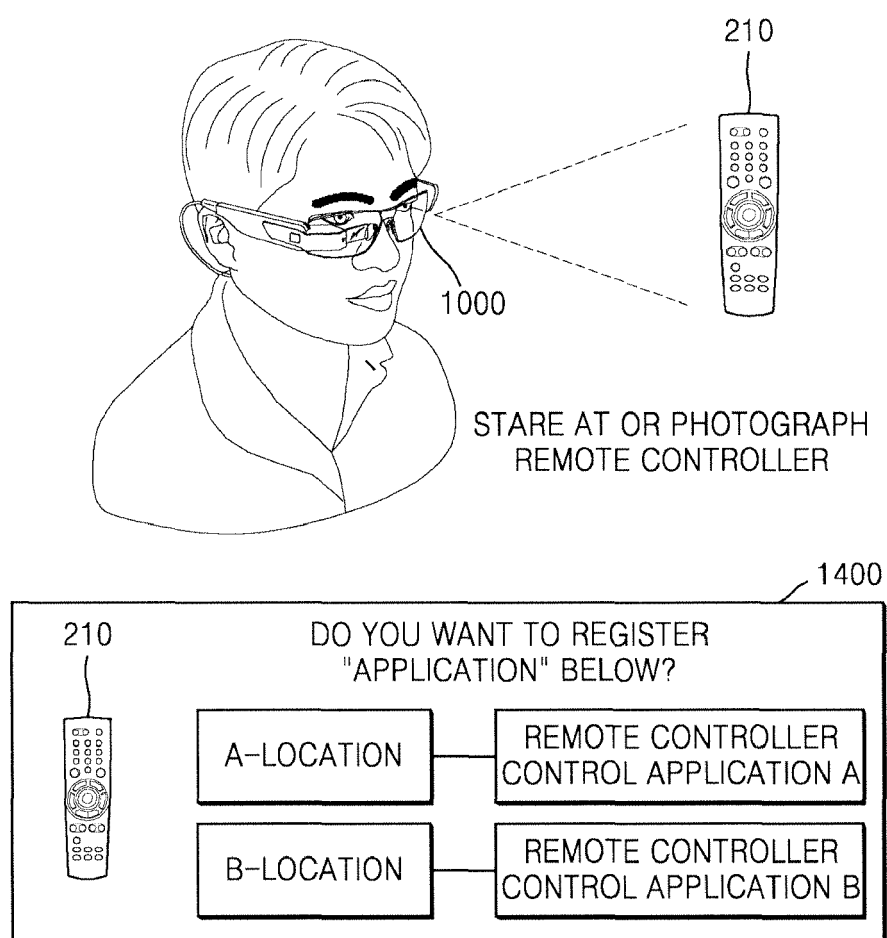 210
1000
STARE AT OR PHOTOGRAPH
REMOTE CONTROLLER
1400
210
DO YOU WANT TO REGISTER
"APPLICATION" BELOW?
A-LOCATION
REMOTE CONTROLLER
CONTROL APPLICATION A
B-LOCATION
REMOTE CONTROLLER
CONTROL APPLICATION B